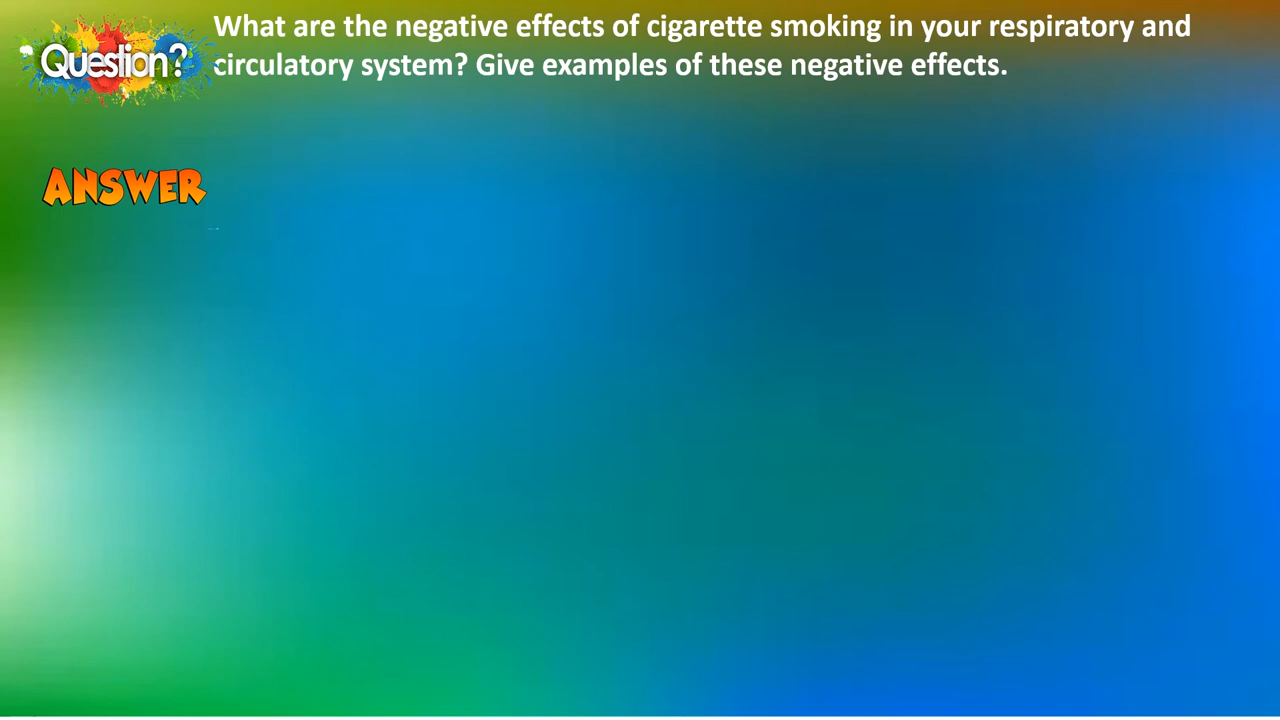 What are the negative effects of cigarette smoking in your respiratory and
Question?
circulatory system? Give examples of these negative effects.
ANSWER